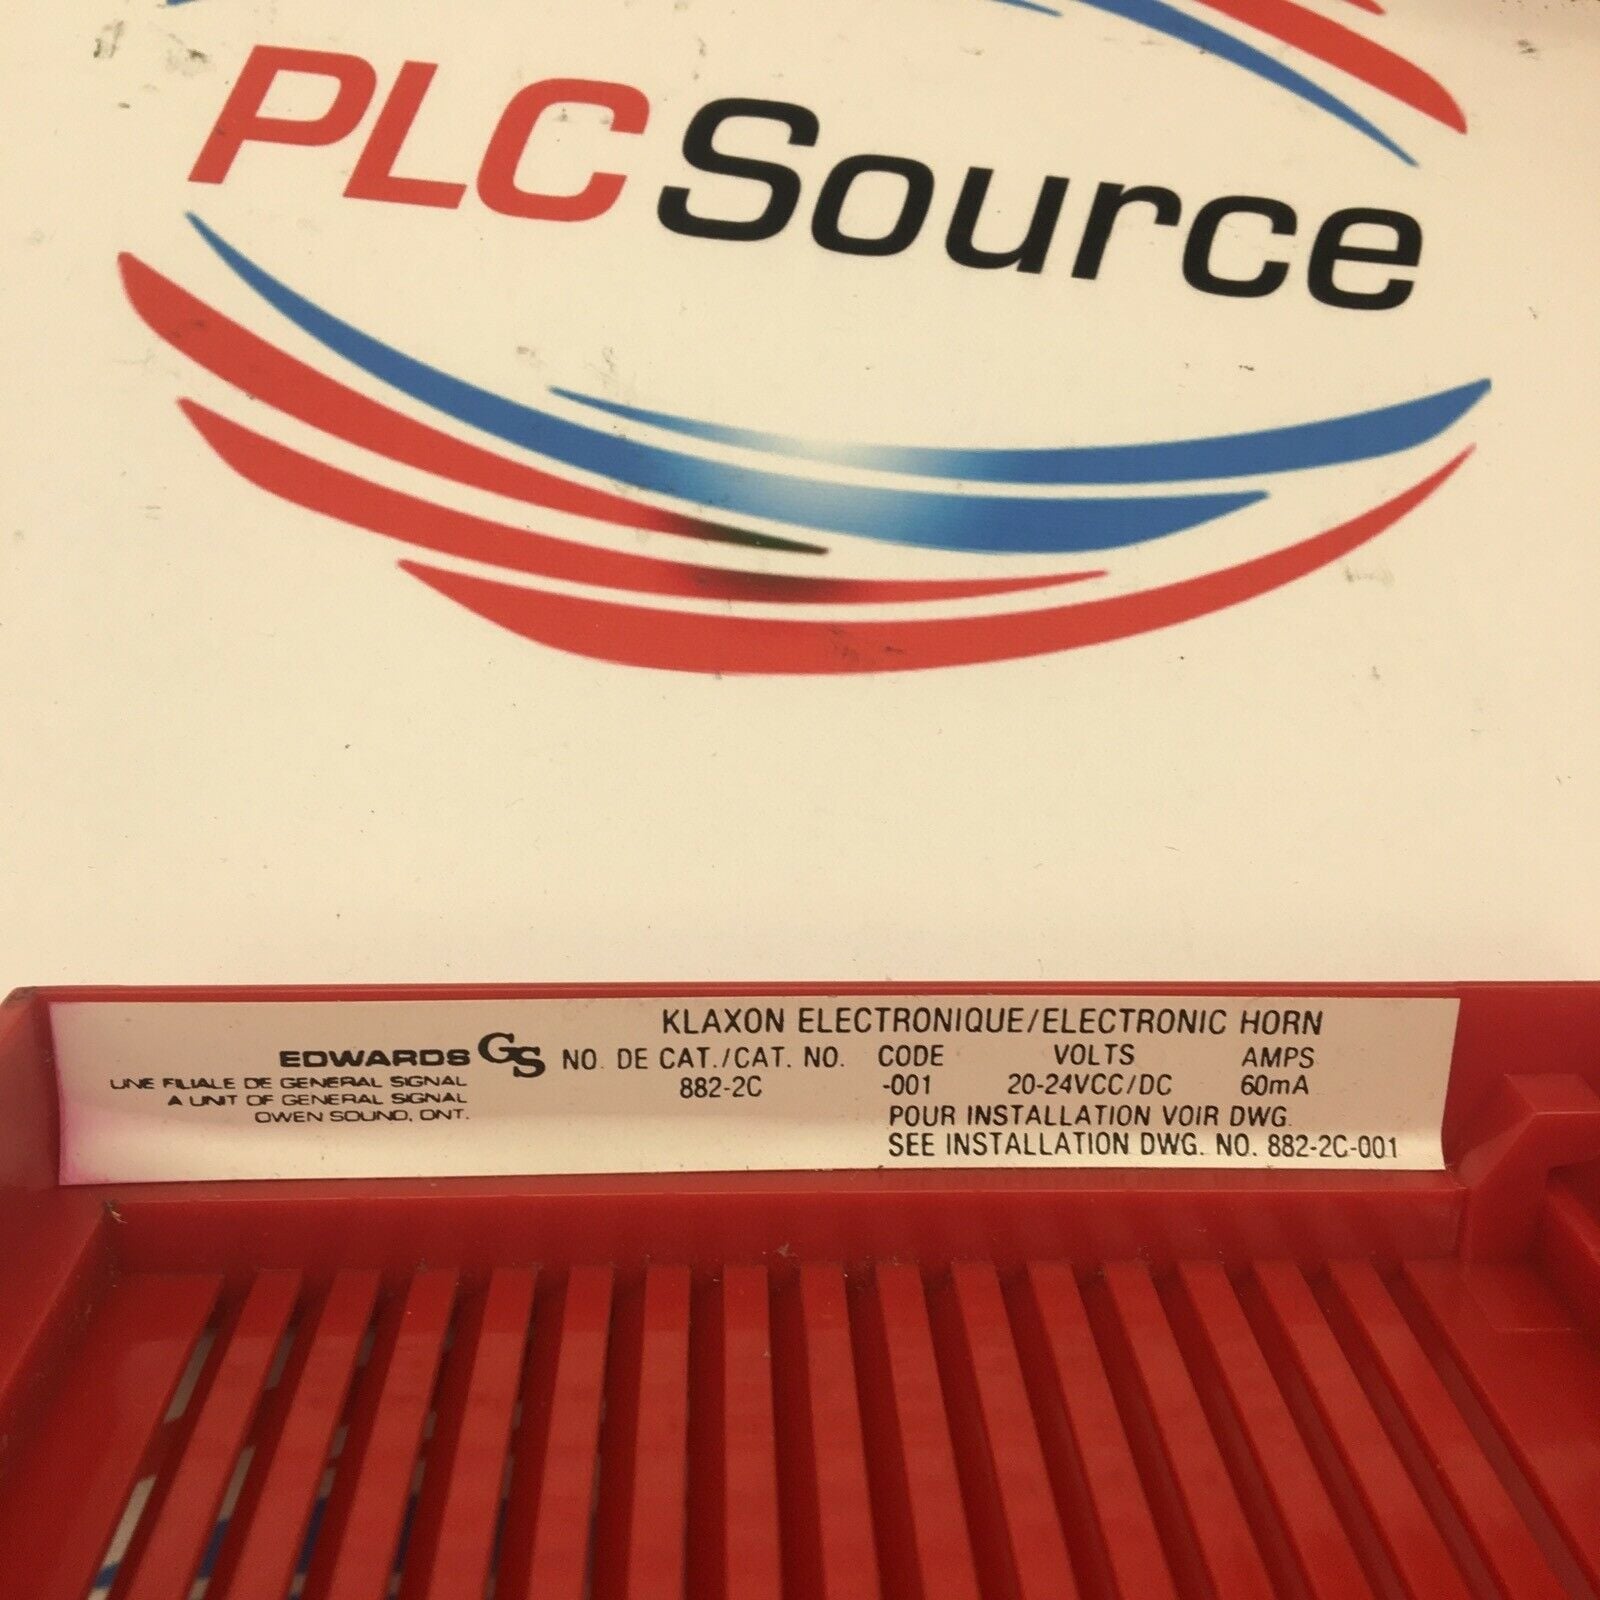 PLC Source
KLAXON ELECTRONIQUE/ELECTRONIC HORN
EDWARDS GS NO. DE CAT./CAT. NO. CODE VOLTS AMPS
UNE FILIALE DE GENERAL SIGNAL 882-2C -001 20-24VCC/DC 60mA
A UNIT OF GENERAL SIGNAL POUR INSTALLATION VOIR DWG.
OWEN SOUND, ONT. SEE INSTALLATION DWG. NO. 882-2C-001